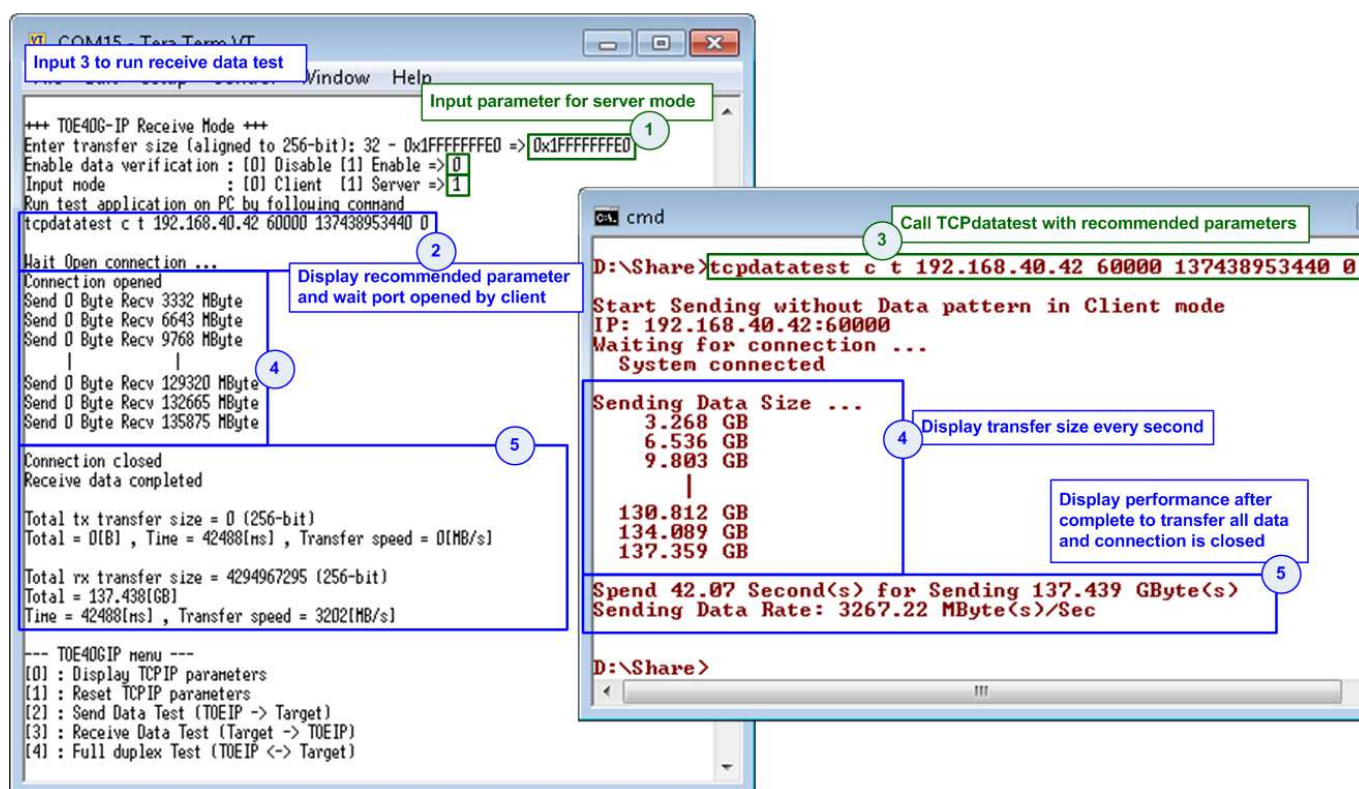 COM15 - Tera Term VT
Input 3 to run receive data test
Window Help
Input parameter for server mode
1
+++ TOE40G-IP Receive Mode +++
Enter transfer size (aligned to 256-bit): 32 - 0x1FFFFFFFE0 => 0x1FFFFFFFE0
Enable data verification : [0] Disable [1] Enable => 0
Input mode : [0] Client [1] Server => 1
Run test application on PC by following command
tcpdatatest c t 192.168.40.42 60000 137438953440 0
Wait Open connection ...
2
Display recommended parameter
and wait port opened by client
Connection opened
Send 0 Byte Recv 3332 MByte
Send 0 Byte Recv 6643 MByte
Send 0 Byte Recv 9768 MByte
| |
Send 0 Byte Recv 129320 MByte
Send 0 Byte Recv 132665 MByte
Send 0 Byte Recv 135875 MByte
4
5
Connection closed
Receive data completed
Total tx transfer size = 0 (256-bit)
Total = 0[B] , Time = 42488[ms] , Transfer speed = 0[MB/s]
Total rx transfer size = 4294967295 (256-bit)
Total = 137.438[GB]
Time = 42488[ms] , Transfer speed = 3202[MB/s]
--- TOE40GIP menu ---
[0] : Display TCPIP parameters
[1] : Reset TCPIP parameters
[2] : Send Data Test (TOEIP -> Target)
[3] : Receive Data Test (Target -> TOEIP)
[4] : Full duplex Test (TOEIP <-> Target)
cmd
Call TCPdatatest with recommended parameters
3
D:\Share>tcpdatatest c t 192.168.40.42 60000 137438953440 0
Start Sending without Data pattern in Client mode
IP: 192.168.40.42:60000
Waiting for connection ...
System connected
Sending Data Size ...
3.268 GB
6.536 GB
9.803 GB
|
130.812 GB
134.089 GB
137.359 GB
4
Display transfer size every second
Display performance after
complete to transfer all data
and connection is closed
5
Spend 42.07 Second(s) for Sending 137.439 GByte(s)
Sending Data Rate: 3267.22 MByte(s)/Sec
D:\Share>